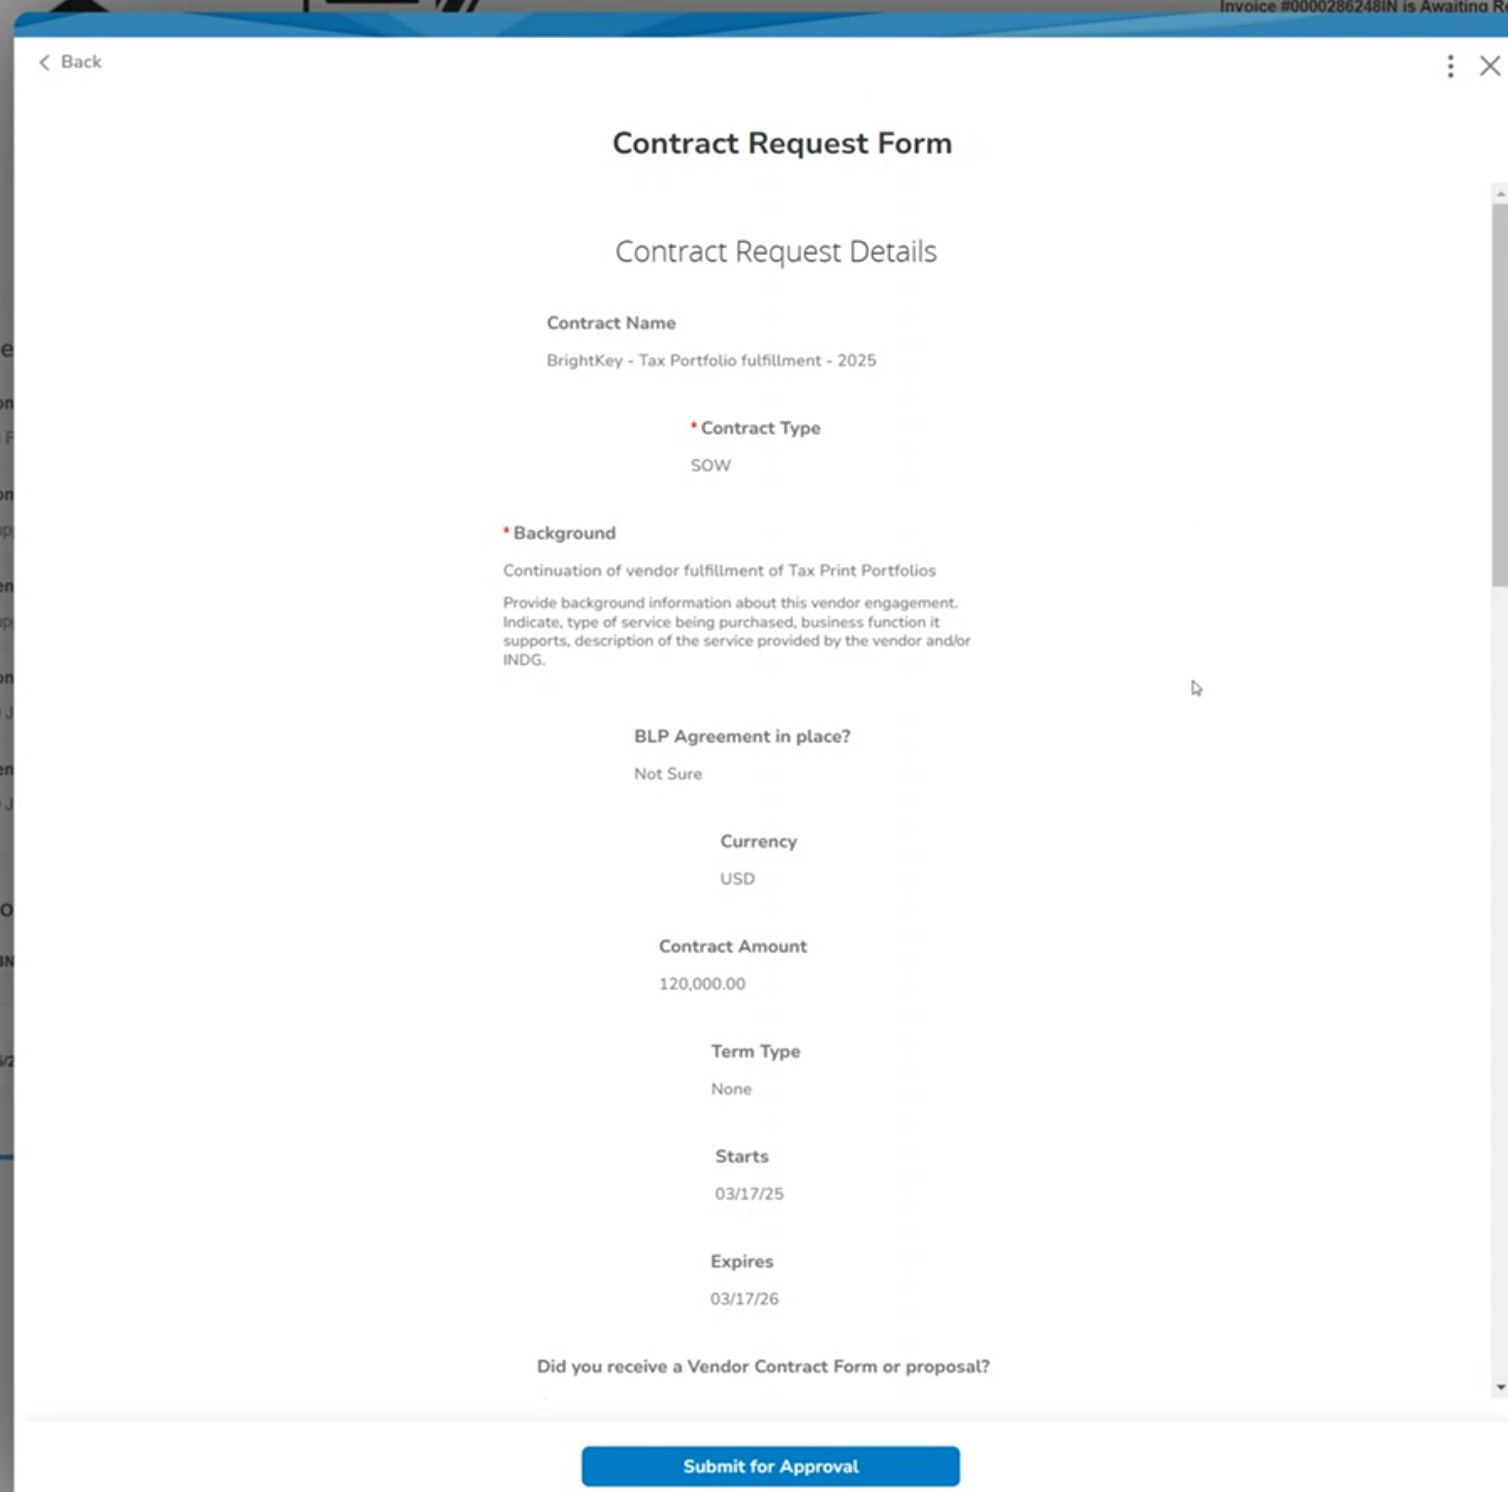 Invoice #0000286248IN is Awaiting
Back
Contract Request Form
Contract Request Details
Contract Name
BrightKey - Tax Portfolio fulfillment - 2025
* Contract Type
SOW
* Background
Continuation of vendor fulfillment of Tax Print Portfolios
Provide background information about this vendor engagement.
Indicate, type of service being purchased, business function it
supports, description of the service provided by the vendor and/or
INDG.
BLP Agreement in place?
Not Sure
Currency
USD
Contract Amount
120,000.00
Term Type
None
Starts
03/17/25
Expires
03/17/26
Did you receive a Vendor Contract Form or proposal?
Submit for Approval